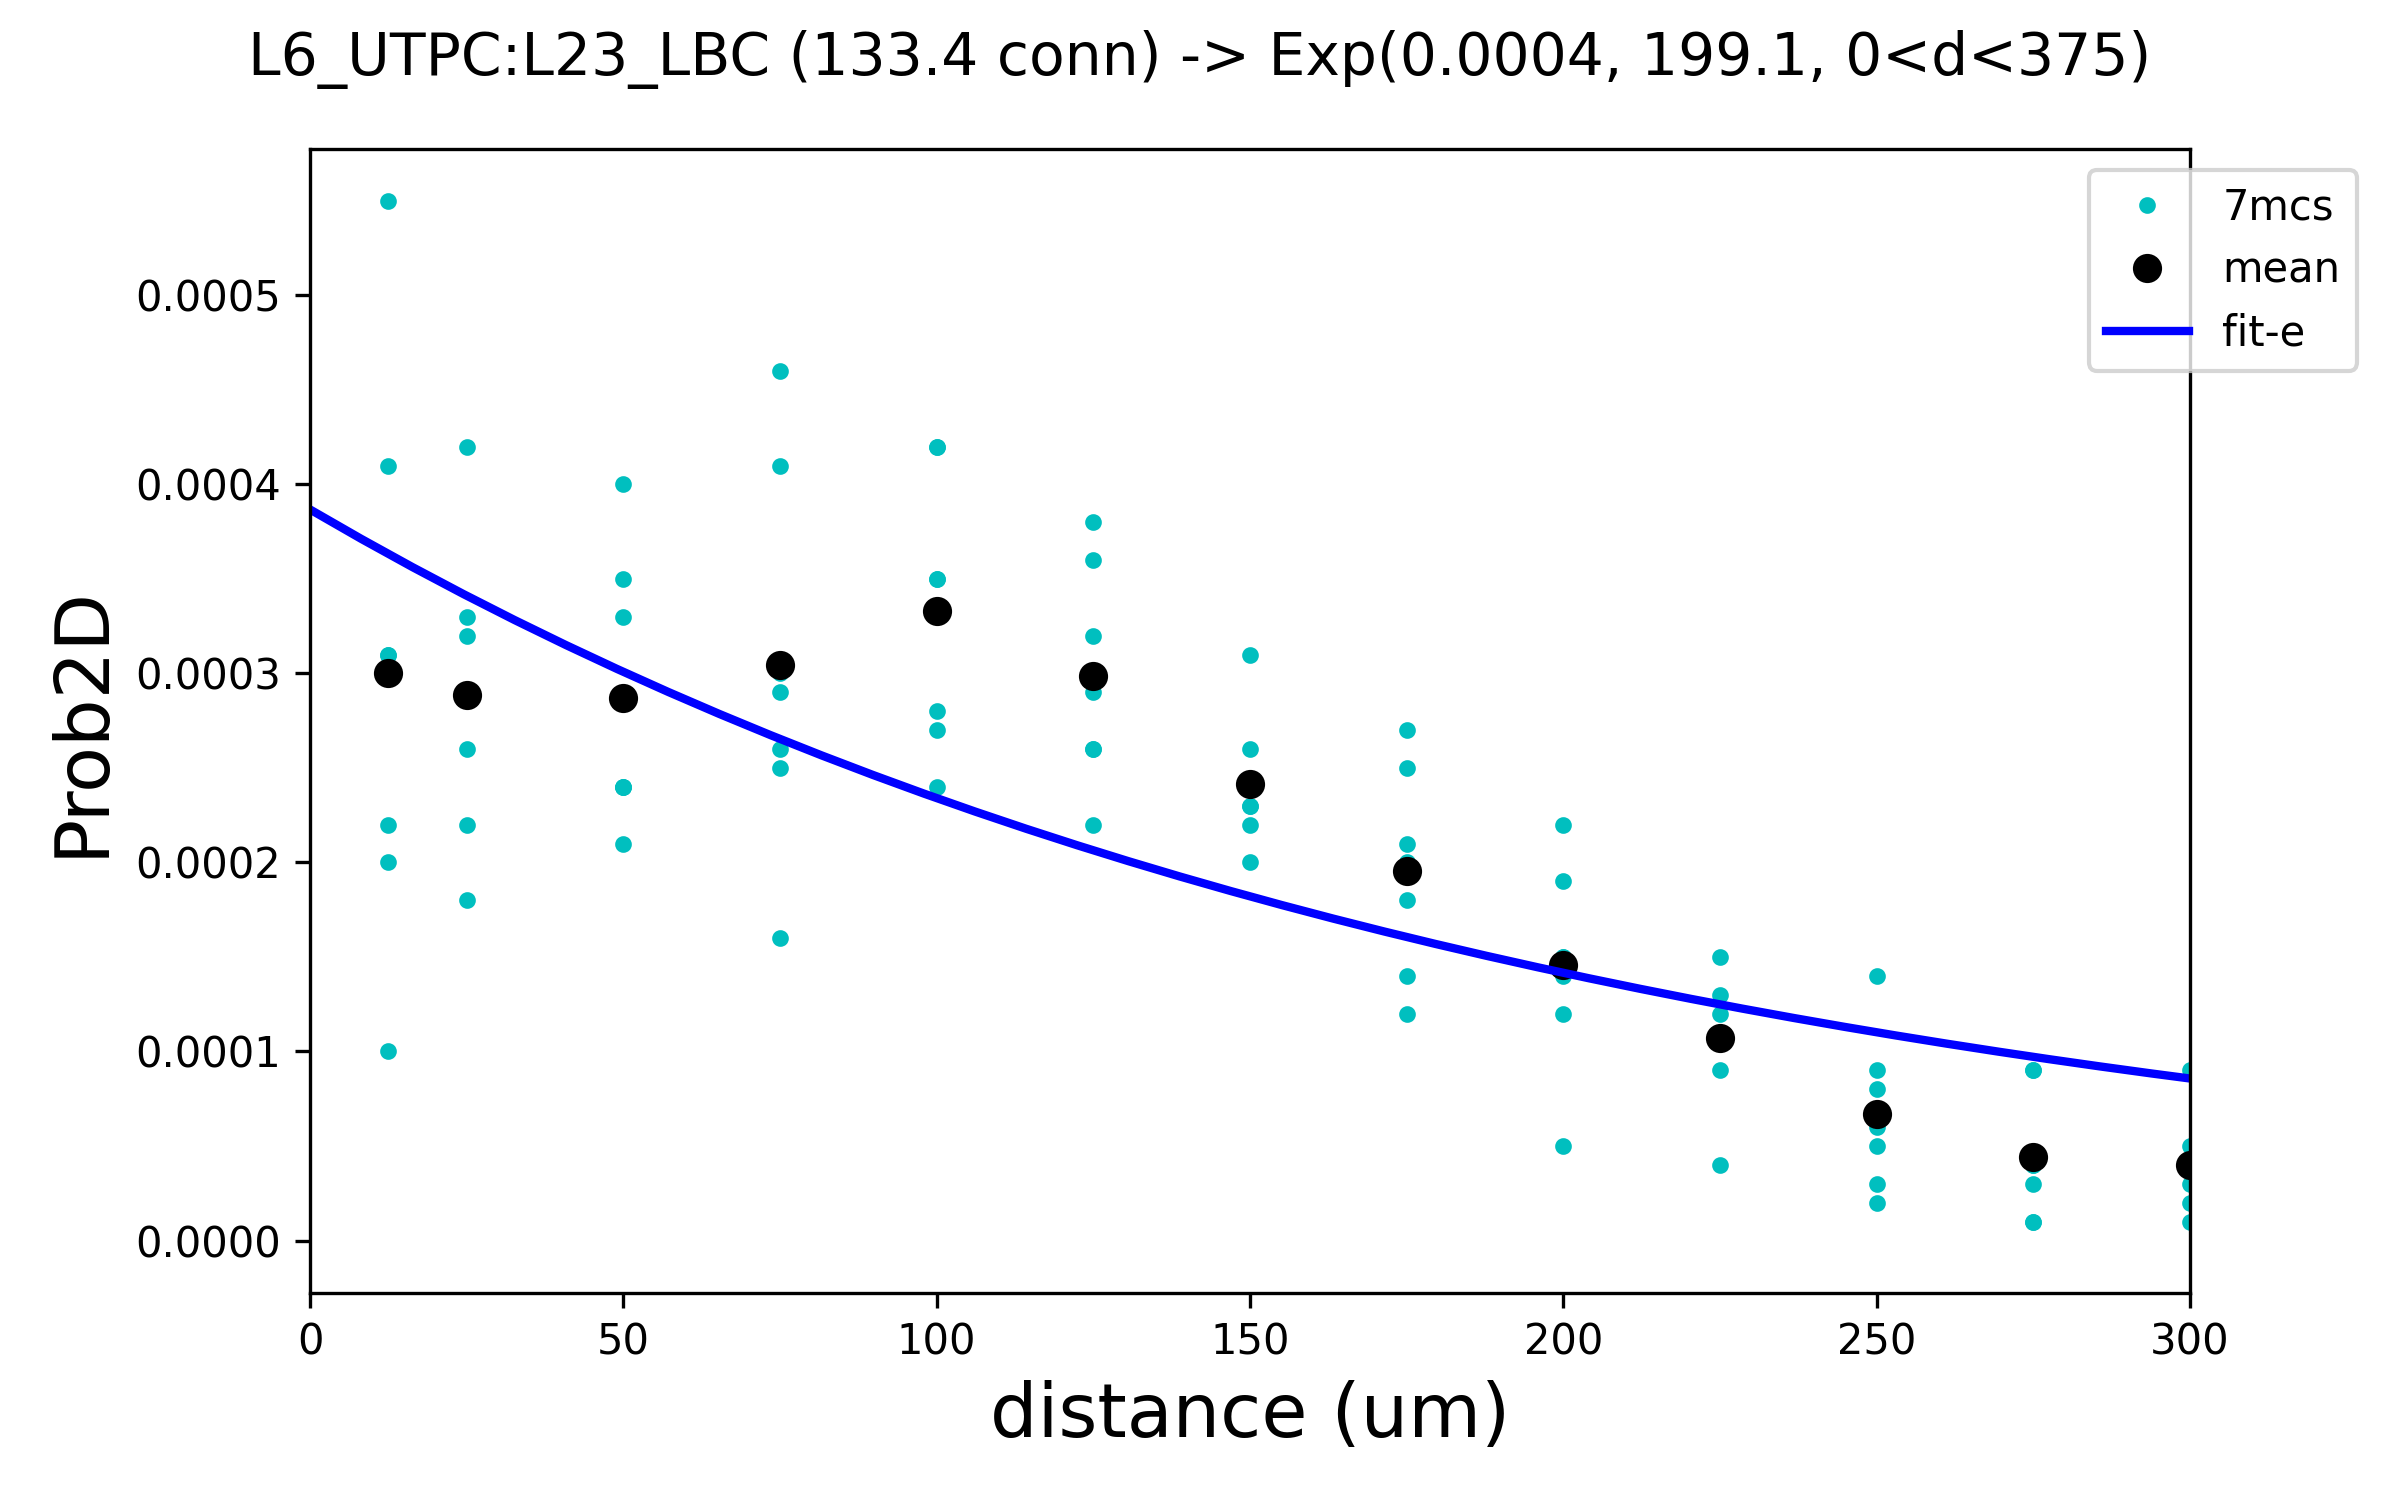 L6_UTPC:L23_LBC (133.4 conn) -> Exp(0.0004, 199.1, 0<d<375)
7mcs
mean
fit-e
0.0005
0.0004
0.0003
0.0002
0.0001
0.0000
Prob2D
0 50 100 150 200 250 300
distance (um)